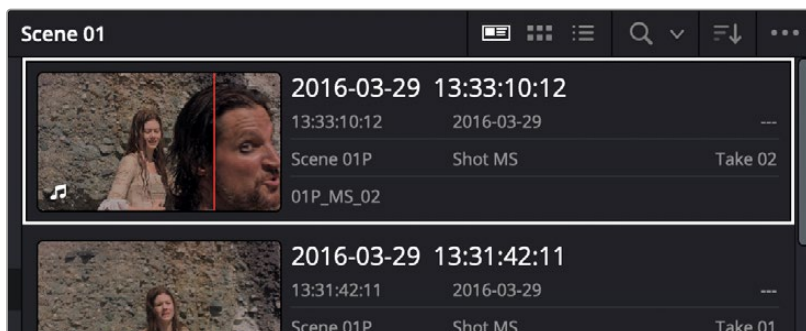 Scene 01
2016-03-29 13:33:10:12
13:33:10:12 2016-03-29 ---
Scene 01P Shot MS Take 02
01P_MS_02
2016-03-29 13:31:42:11
13:31:42:11 2016-03-29 ---
Scene 01P Shot MS Take 01